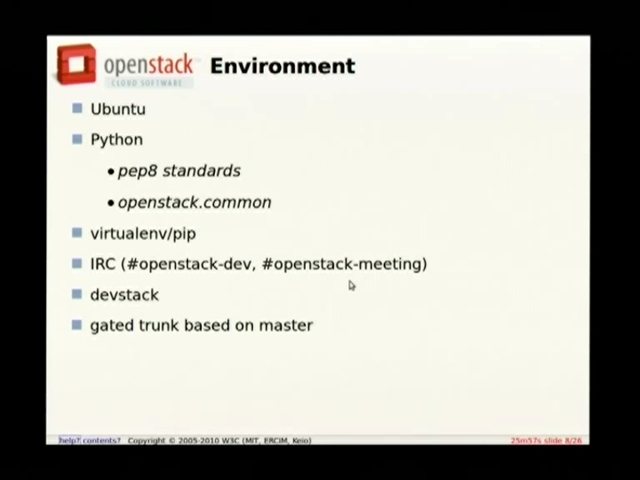 openstack
CLOUD SOFTWARE
Environment
Ubuntu
Python
pep8 standards
openstack.common
virtualenv/pip
IRC (#openstack-dev, #openstack-meeting)
devstack
gated trunk based on master
help? contents? Copyright © 2005-2010 W3C (MIT, ERCIM, Keio)
25m57s slide 8/26